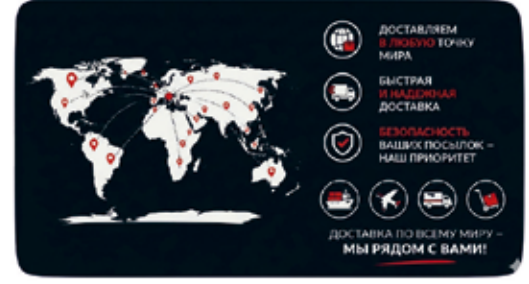 ДОСТАВЛЯЕМ
В ЛЮБУЮ ТОЧКУ
МИРА
БЫСТРАЯ
И НАДЕЖНАЯ
ДОСТАВКА
БЕЗОПАСНОСТЬ
ВАШИХ ПОСЫЛОК –
НАШ ПРИОРИТЕТ
ДОСТАВКА ПО ВСЕМУ МИРУ –
МЫ РЯДОМ С ВАМИ!